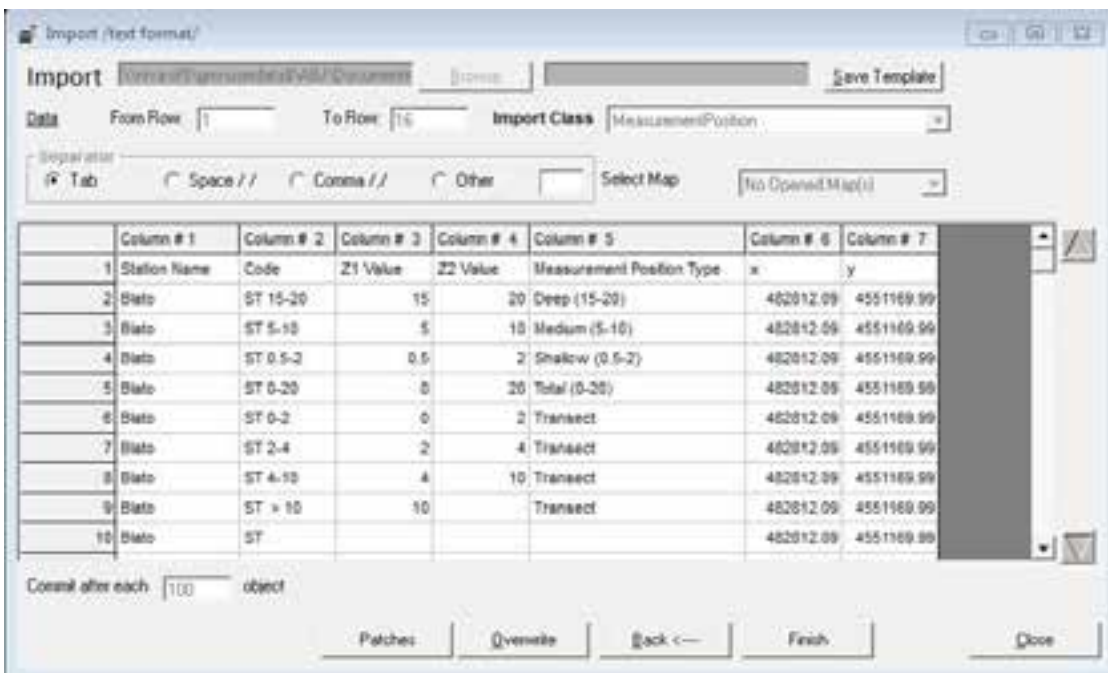 Import /text format/
Import Browse Save Template
Data From Row: 1 To Row: 16 Import Class MeasurementPosition
Separator
Tab Space / / Comma /,/ Other Select Map No Opened Map(s)
Column # 1 Column # 2 Column # 3 Column # 4 Column # 5 Column # 6 Column # 7
1 Station Name Code Z1 Value Z2 Value Measurement Position Type x y
2 Blato ST 15-20 15 20 Deep (15-20) 482812.09 4551169.99
3 Blato ST 5-10 5 10 Medium (5-10) 482812.09 4551169.99
4 Blato ST 0.5-2 0.5 2 Shallow (0.5-2) 482812.09 4551169.99
5 Blato ST 0-20 0 20 Total (0-20) 482812.09 4551169.99
6 Blato ST 0-2 0 2 Transect 482812.09 4551169.99
7 Blato ST 2-4 2 4 Transect 482812.09 4551169.99
8 Blato ST 4-10 4 10 Transect 482812.09 4551169.99
9 Blato ST > 10 10 Transect 482812.09 4551169.99
10 Blato ST 482812.09 4551169.99
Commit after each 100 object
Patches Overwrite Back <--- Finish Close